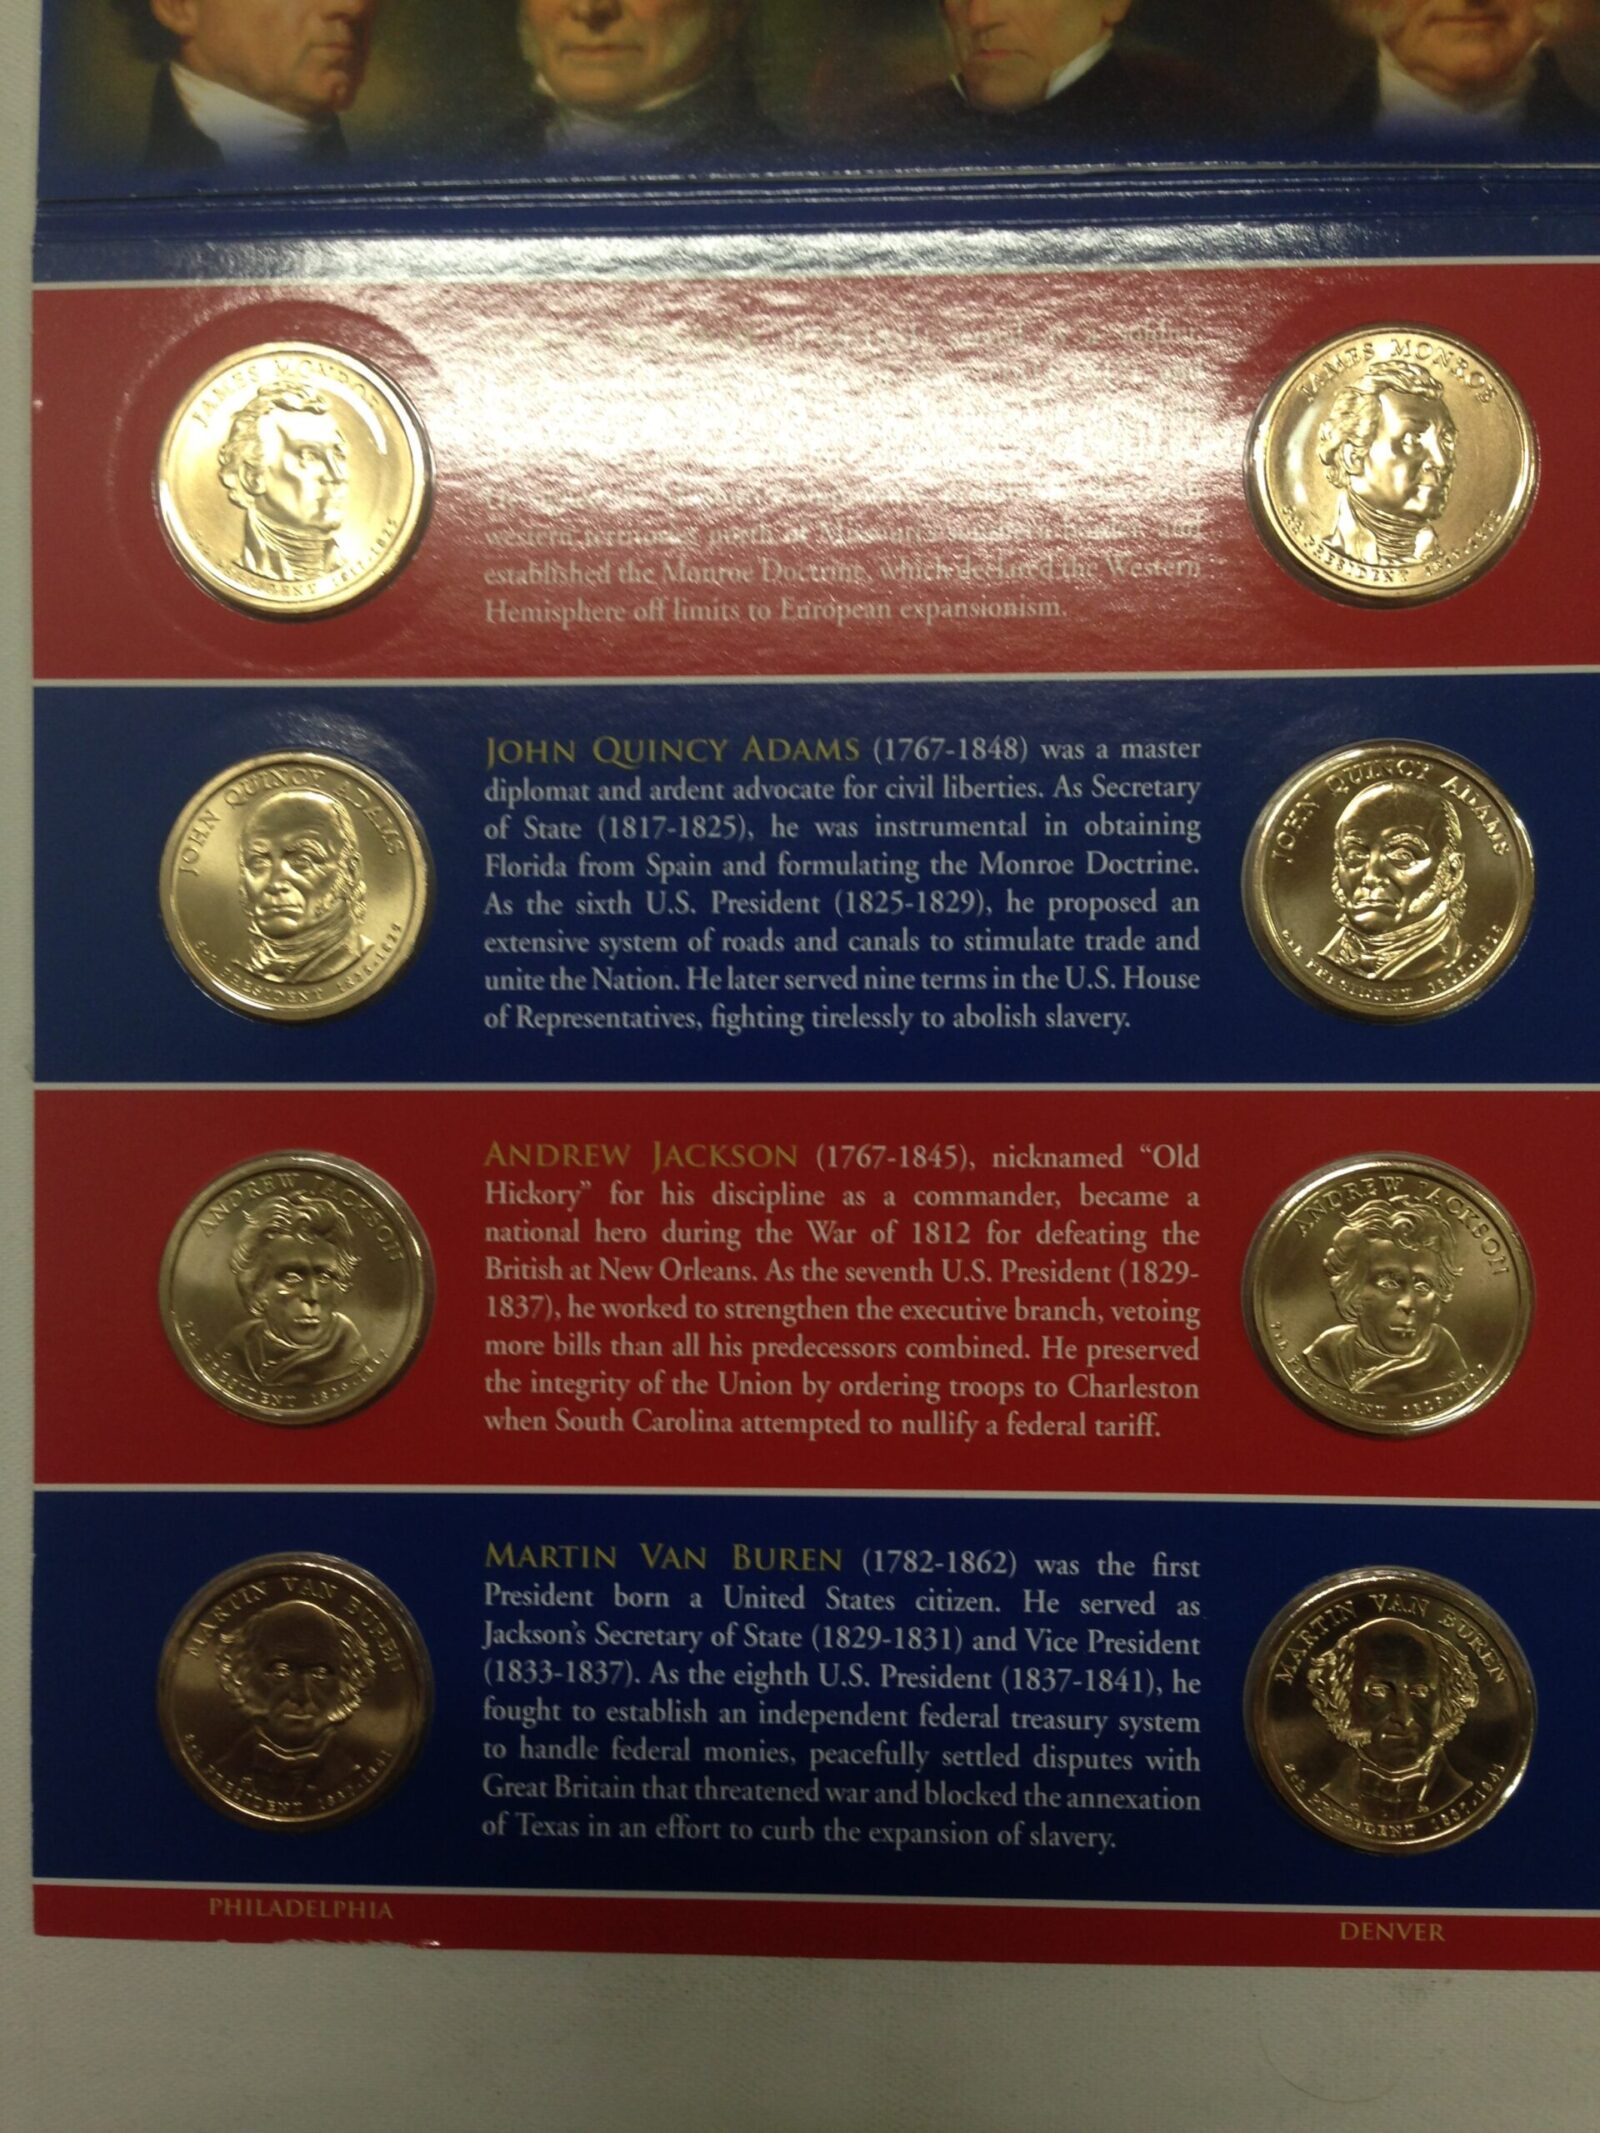 JAMES MONROE
JAMES MONROE
PRESIDENT
established the Monroe Doctrine, which declared the Western
Hemisphere off limits to European expansionism.
JOHN QUINCY ADAMS
PRESIDENT
JOHN QUINCY ADAMS (1767-1848) was a master
diplomat and ardent advocate for civil liberties. As Secretary
of State (1817-1825), he was instrumental in obtaining
Florida from Spain and formulating the Monroe Doctrine.
As the sixth U.S. President (1825-1829), he proposed an
extensive system of roads and canals to stimulate trade and
unite the Nation. He later served nine terms in the U.S. House
of Representatives, fighting tirelessly to abolish slavery.
JOHN QUINCY ADAMS
PRESIDENT
ANDREW JACKSON
PRESIDENT
ANDREW JACKSON (1767-1845), nicknamed “Old
Hickory” for his discipline as a commander, became a
national hero during the War of 1812 for defeating the
British at New Orleans. As the seventh U.S. President (1829-
1837), he worked to strengthen the executive branch, vetoing
more bills than all his predecessors combined. He preserved
the integrity of the Union by ordering troops to Charleston
when South Carolina attempted to nullify a federal tariff.
ANDREW JACKSON
PRESIDENT
MARTIN VAN BUREN
PRESIDENT
MARTIN VAN BUREN (1782-1862) was the first
President born a United States citizen. He served as
Jackson’s Secretary of State (1829-1831) and Vice President
(1833-1837). As the eighth U.S. President (1837-1841), he
fought to establish an independent federal treasury system
to handle federal monies, peacefully settled disputes with
Great Britain that threatened war and blocked the annexation
of Texas in an effort to curb the expansion of slavery.
MARTIN VAN BUREN
PRESIDENT 1837-1841
PHILADELPHIA
DENVER